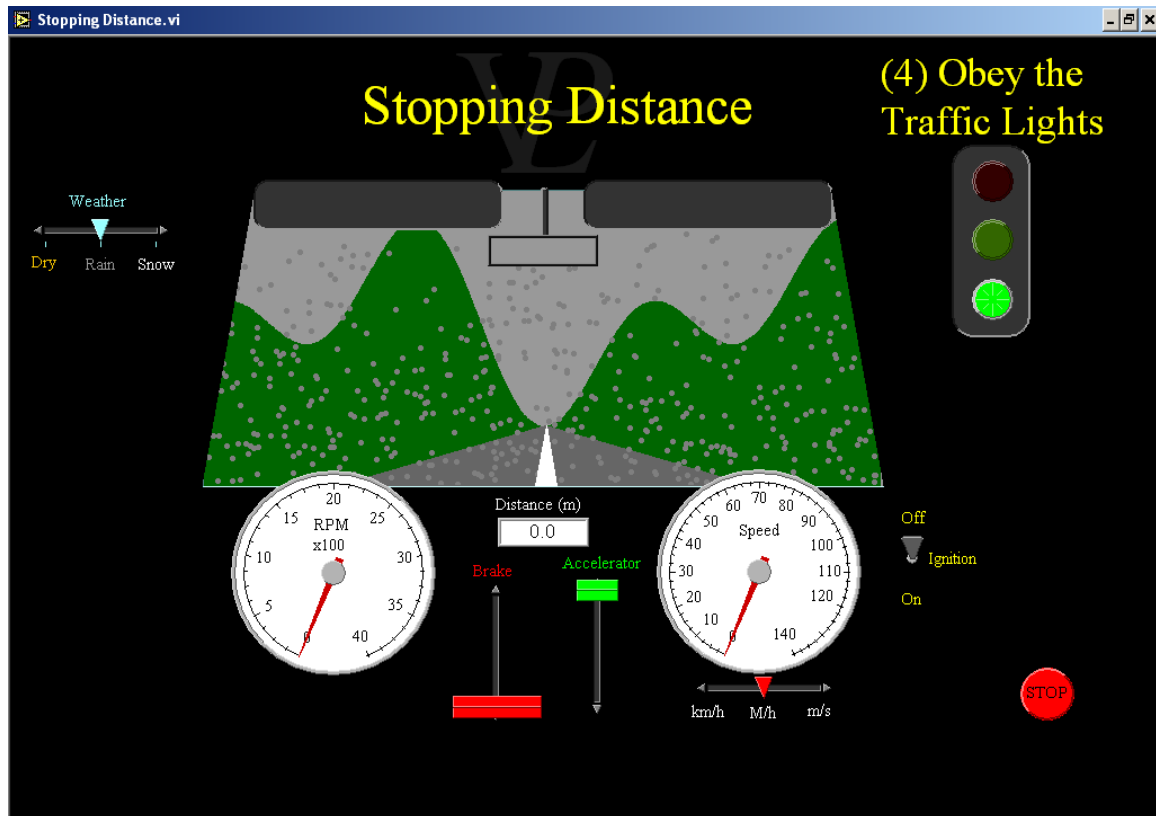 Stopping Distance.vi
Stopping Distance
(4) Obey the
Traffic Lights
Weather
Dry
Rain
Snow
RPM
x100
0
5
10
15
20
25
30
35
40
Distance (m)
0.0
Brake
Accelerator
Speed
0
10
20
30
40
50
60
70
80
90
100
110
120
140
km/h
M/h
m/s
Off
Ignition
On
STOP